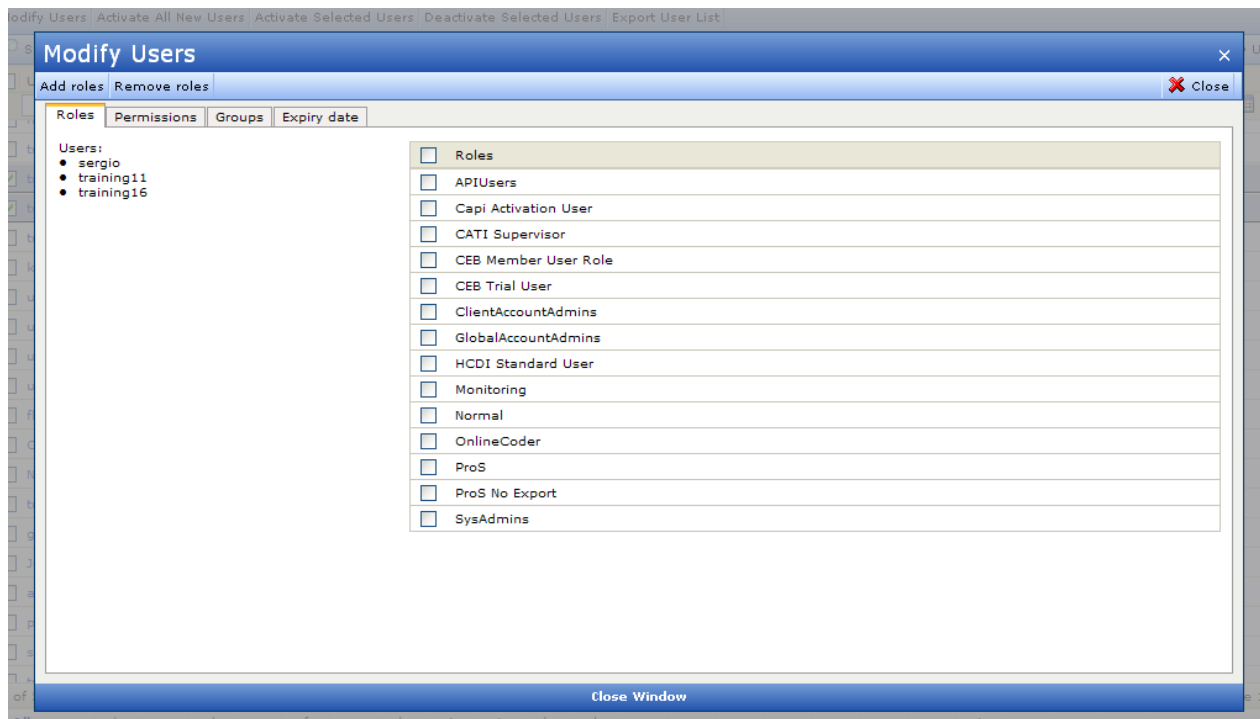 Modify Users Activate All New Users Activate Selected Users Deactivate Selected Users Export User List
Modify Users
Add roles Remove roles Close
Roles Permissions Groups Expiry date
Users:
sergio
training11
training16
Roles
APIUsers
Capi Activation User
CATI Supervisor
CEB Member User Role
CEB Trial User
ClientAccountAdmins
GlobalAccountAdmins
HCDI Standard User
Monitoring
Normal
OnlineCoder
ProS
ProS No Export
SysAdmins
Close Window